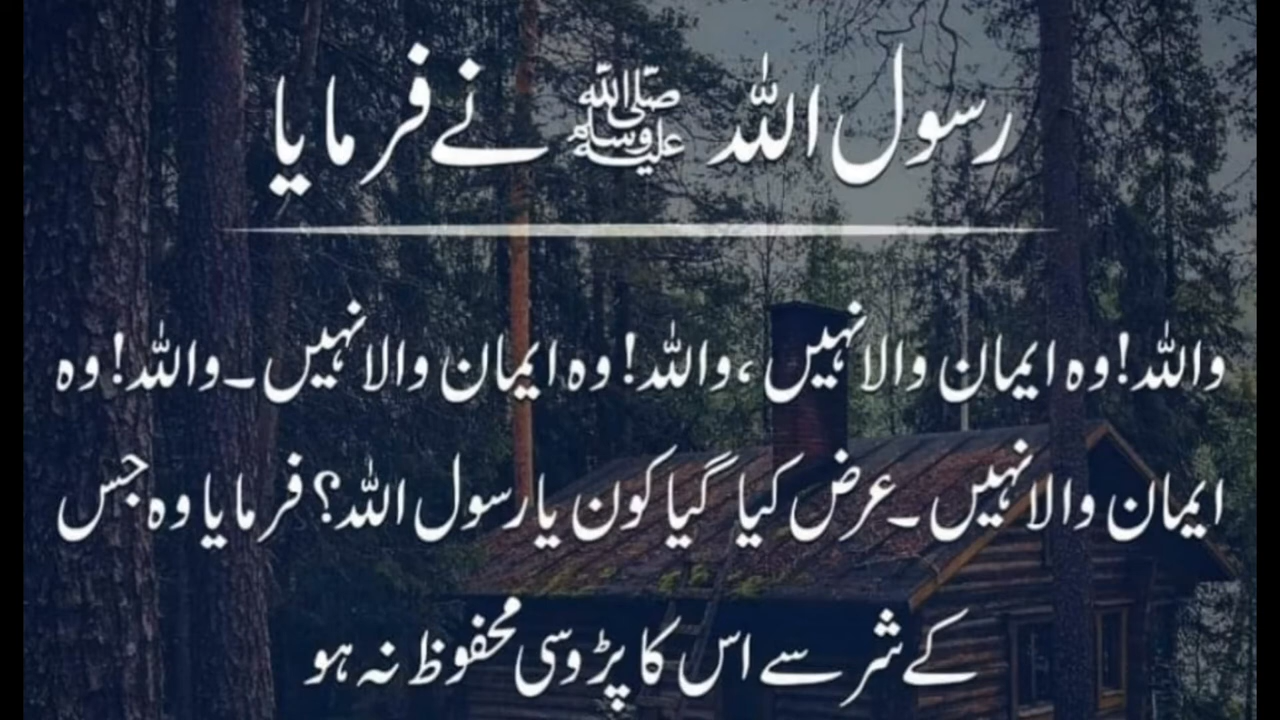 رسول اللہ ﷺ نے فرمایا
واللہ! وہ ایمان والا نہیں، واللہ! وہ ایمان والا نہیں۔ واللہ! وہ
ایمان والا نہیں۔ عرض کیا گیا کون یا رسول اللہ؟ فرمایا وہ جس
کے شر سے اس کا پڑوسی محفوظ نہ ہو